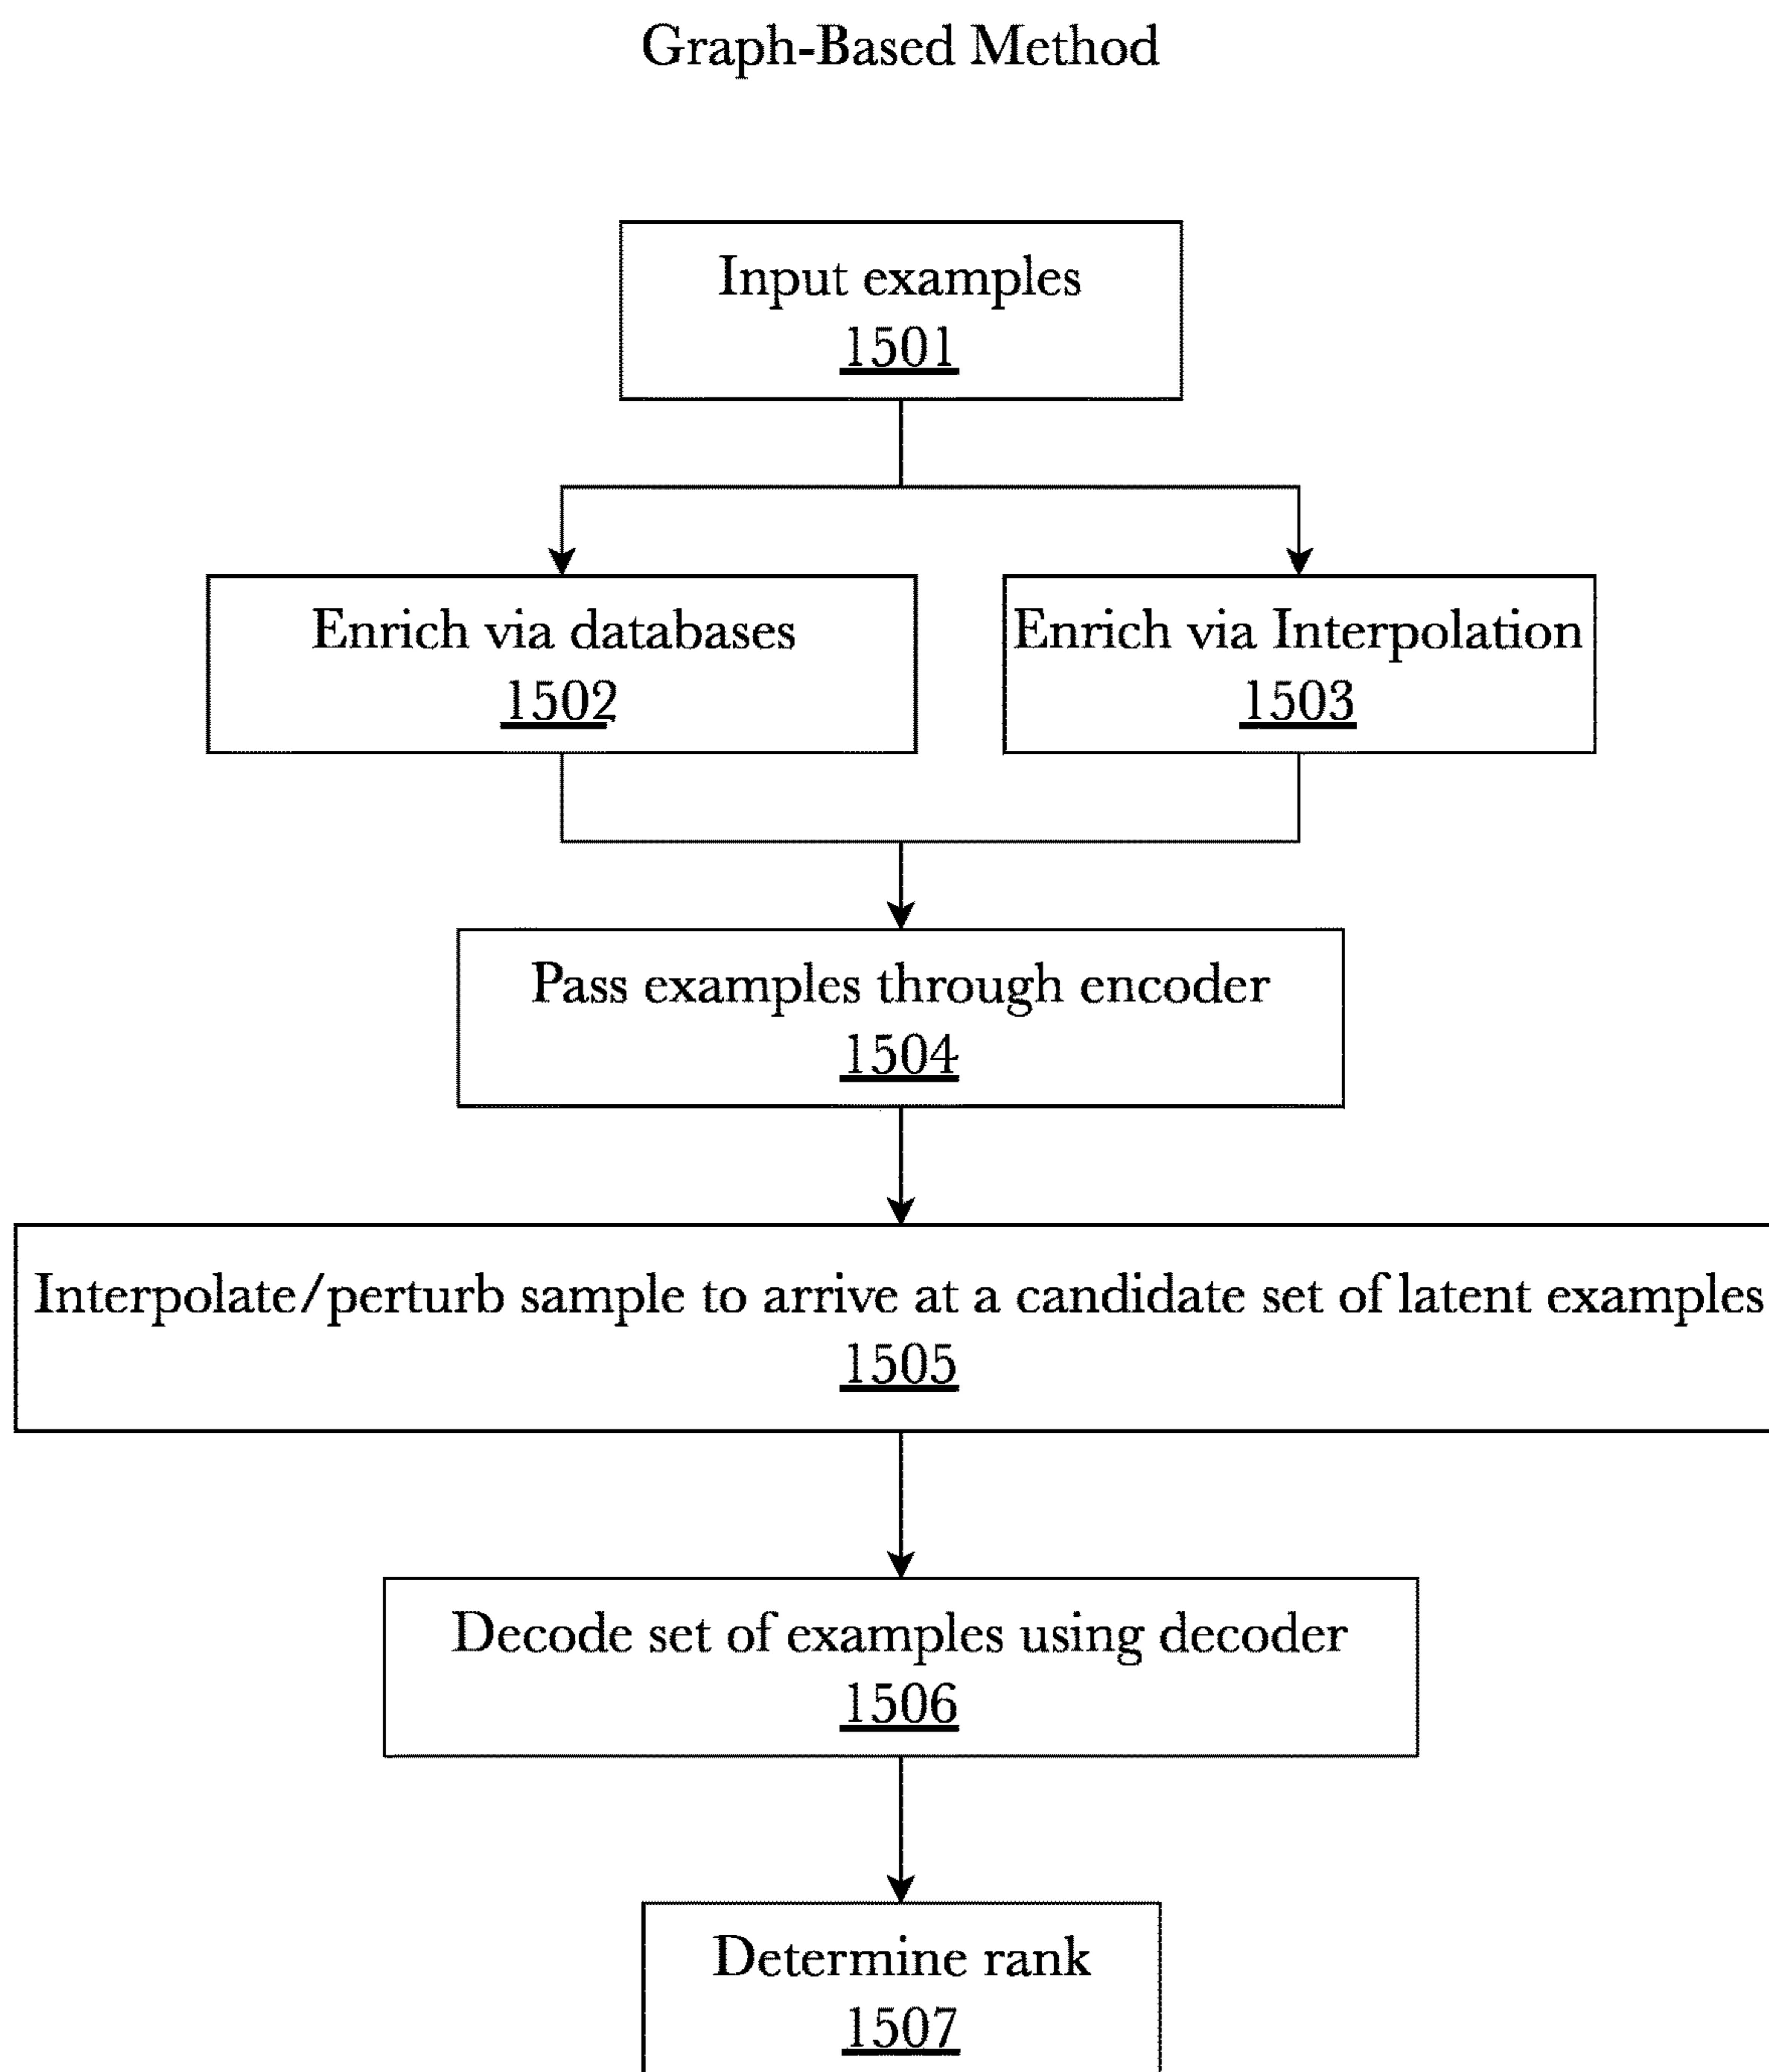 Graph-Based Method
Input examples
1501
Enrich via databases
1502
Enrich via Interpolation
1503
Pass examples through encoder
1504
Interpolate/perturb sample to arrive at a candidate set of latent examples
1505
Decode set of examples using decoder
1506
Determine rank
1507